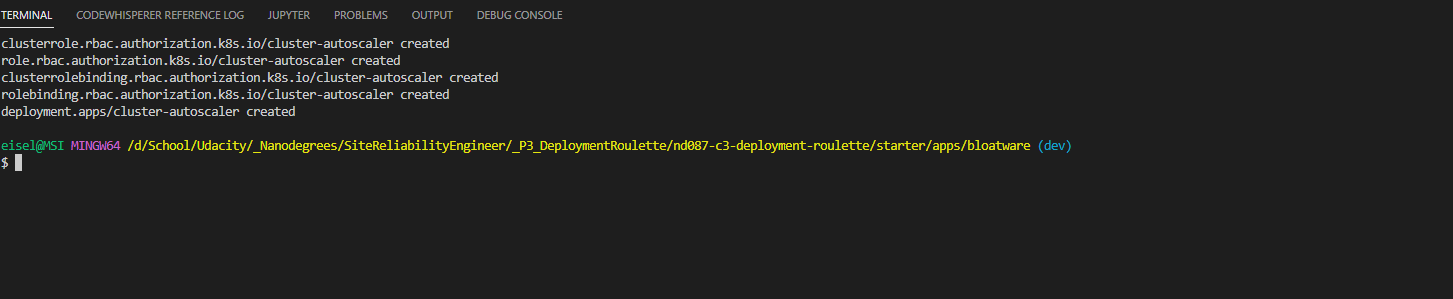 TERMINAL CODEWHISPERER REFERENCE LOG JUPYTER PROBLEMS OUTPUT DEBUG CONSOLE
clusterrole.rbac.authorization.k8s.io/cluster-autoscaler created
role.rbac.authorization.k8s.io/cluster-autoscaler created
clusterrolebinding.rbac.authorization.k8s.io/cluster-autoscaler created
rolebinding.rbac.authorization.k8s.io/cluster-autoscaler created
deployment.apps/cluster-autoscaler created
eisel@MSI MINGW64 /d/School/Udacity/_Nanodegrees/SiteReliabilityEngineer/_P3_DeploymentRoulette/nd087-c3-deployment-roulette/starter/apps/bloatware (dev)
$